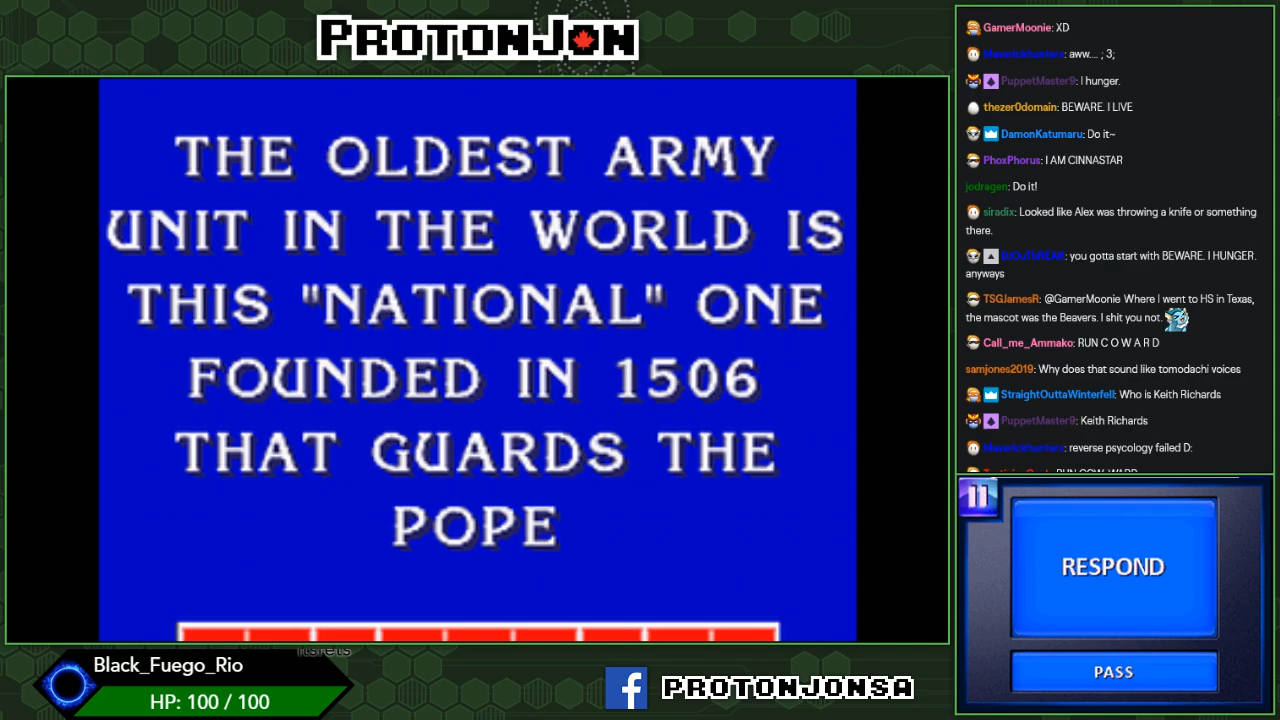 PROTONJON
THE OLDEST ARMY
UNIT IN THE WORLD IS
THIS "NATIONAL" ONE
FOUNDED IN 1506
THAT GUARDS THE
POPE
Black_Fuego_Rio
HP: 100 / 100
PROTONJONSA
GamerMoonie: XD
Maverickhunterx: aww.... ; 3;
PuppetMaster9: I hunger.
thezer0domain: BEWARE. I LIVE
DamonKatumaru: Do it~
PhoxPhorus: I AM CINNASTAR
jodragen: Do it!
siradix: Looked like Alex was throwing a knife or something
there.
you gotta start with BEWARE. I HUNGER.
anyways
TSGJamesR: @GamerMoonie Where I went to HS in Texas,
the mascot was the Beavers. I shit you not.
Call_me_Ammako: RUN C O W A R D
samjones2019: Why does that sound like tomodachi voices
StraightOuttaWinterfell: Who is Keith Richards
PuppetMaster9: Keith Richards
Maverickhunterx: reverse psycology failed D:
RESPOND
PASS